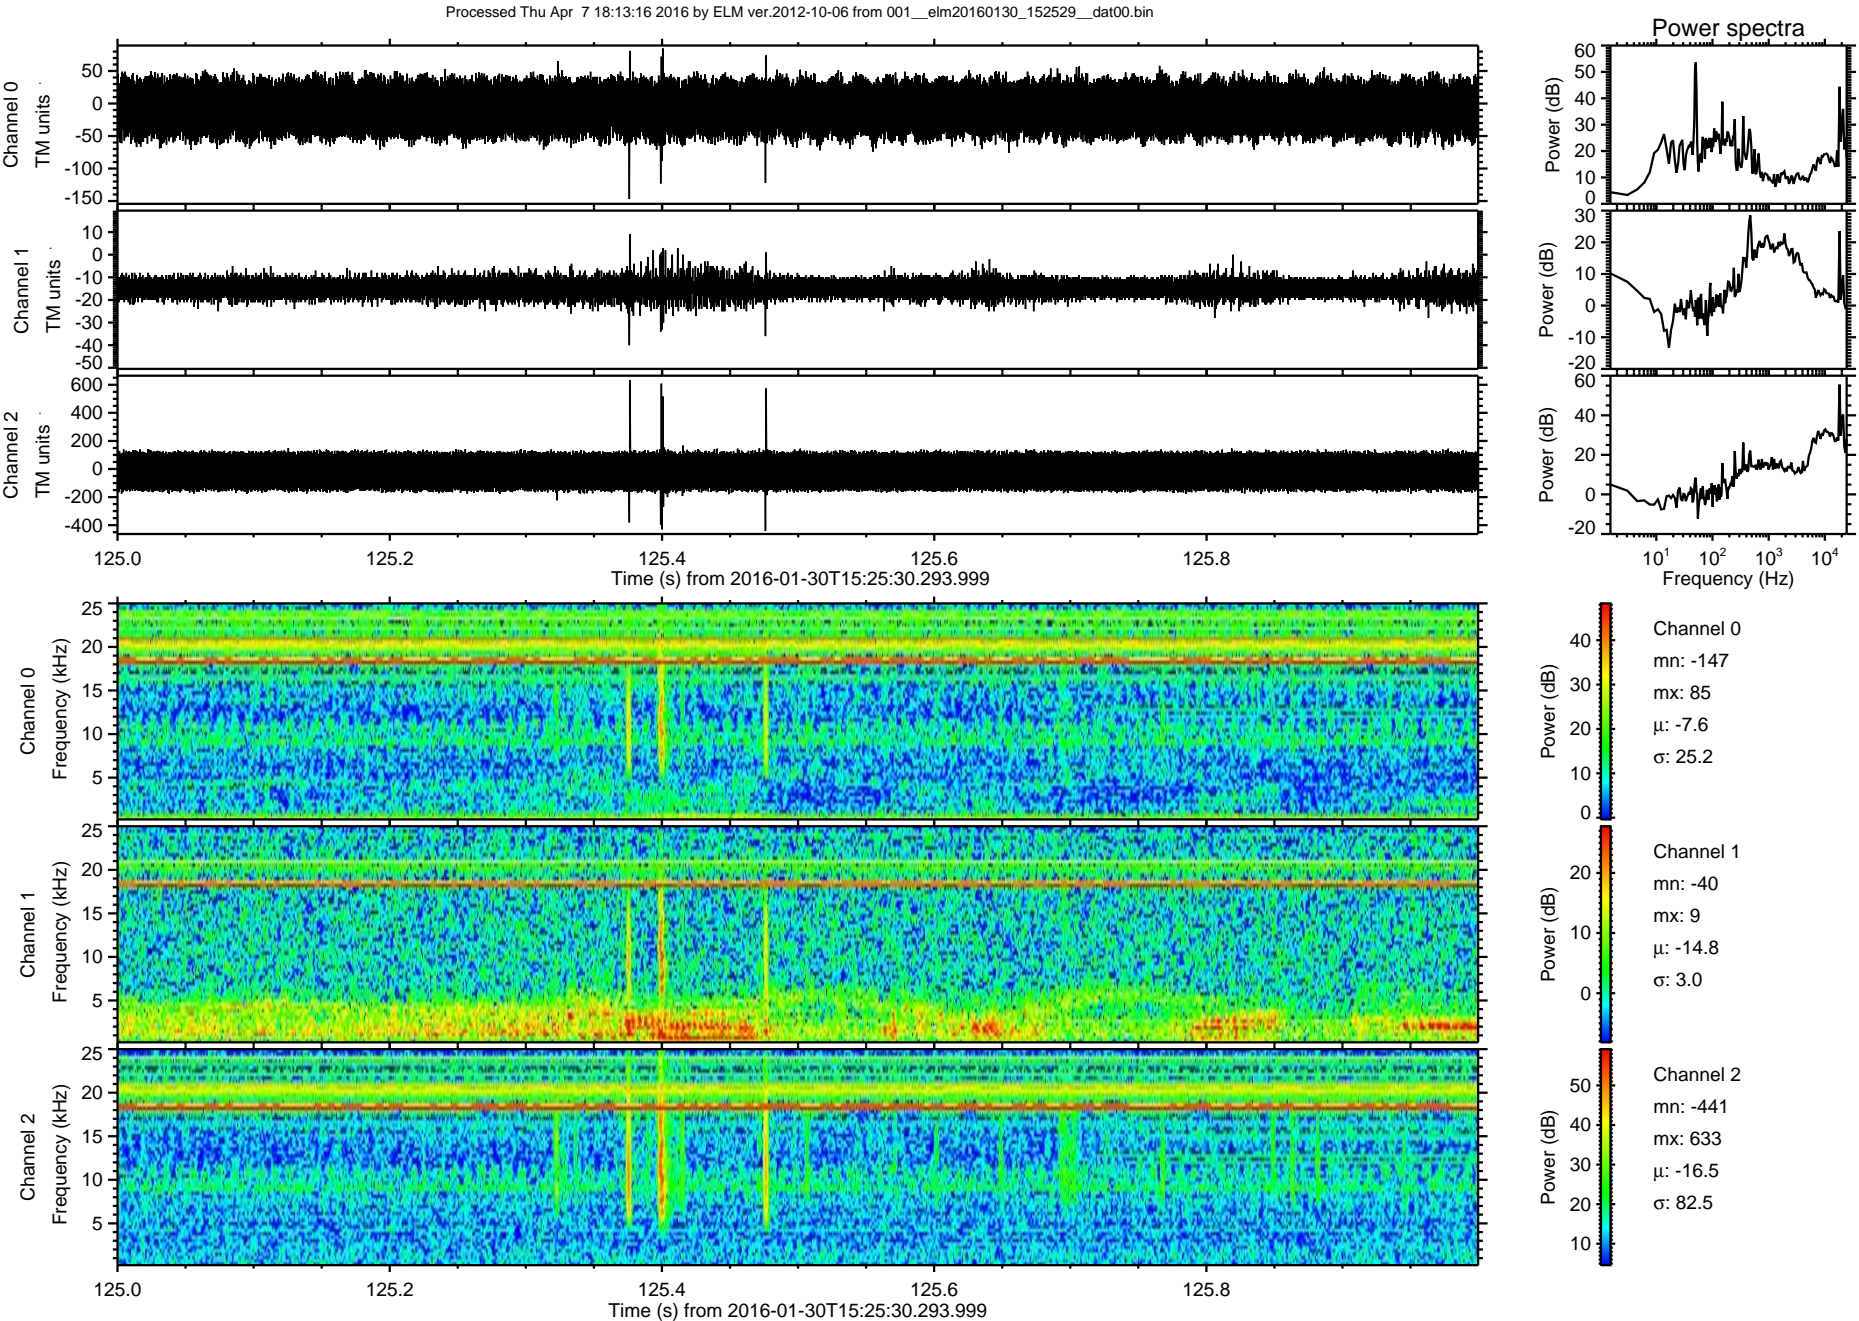 Processed Thu Apr  7 18:13:16 2016 by ELM ver.2012-10-06 from 001__elm20160130_152529__dat00.bin
Power spectra
Channel 0
TM units
50
0
-50
-100
-150
Power (dB)
60
50
40
30
20
10
0
Channel 1
TM units
10
0
-10
-20
-30
-40
-50
Power (dB)
30
20
10
0
-10
-20
Channel 2
TM units
600
400
200
0
-200
-400
Power (dB)
60
40
20
0
-20
125.0 125.2 125.4 125.6 125.8
Time (s) from 2016-01-30T15:25:30.293.999
10^1 10^2 10^3 10^4
Frequency (Hz)
Channel 0
Frequency (kHz)
25
20
15
10
5
Power (dB)
40
30
20
10
0
Channel 0
mn: -147
mx: 85
µ: -7.6
σ: 25.2
Channel 1
Frequency (kHz)
25
20
15
10
5
Power (dB)
20
10
0
Channel 1
mn: -40
mx: 9
µ: -14.8
σ: 3.0
Channel 2
Frequency (kHz)
25
20
15
10
5
Power (dB)
50
40
30
20
10
Channel 2
mn: -441
mx: 633
µ: -16.5
σ: 82.5
125.0 125.2 125.4 125.6 125.8
Time (s) from 2016-01-30T15:25:30.293.999